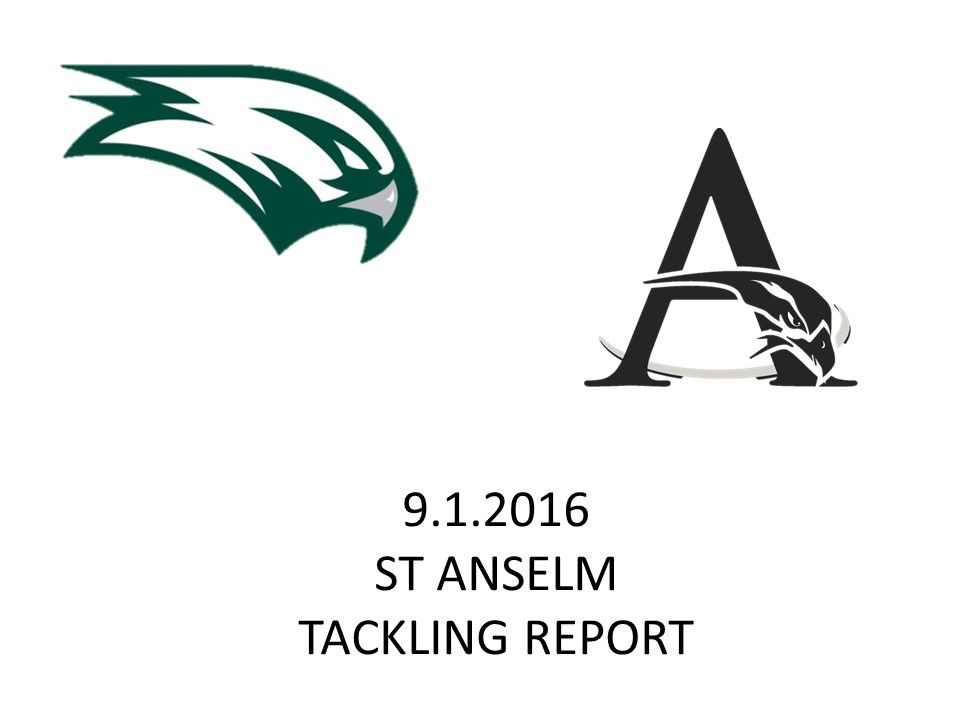 A
9.1.2016
ST ANSELM
TACKLING REPORT